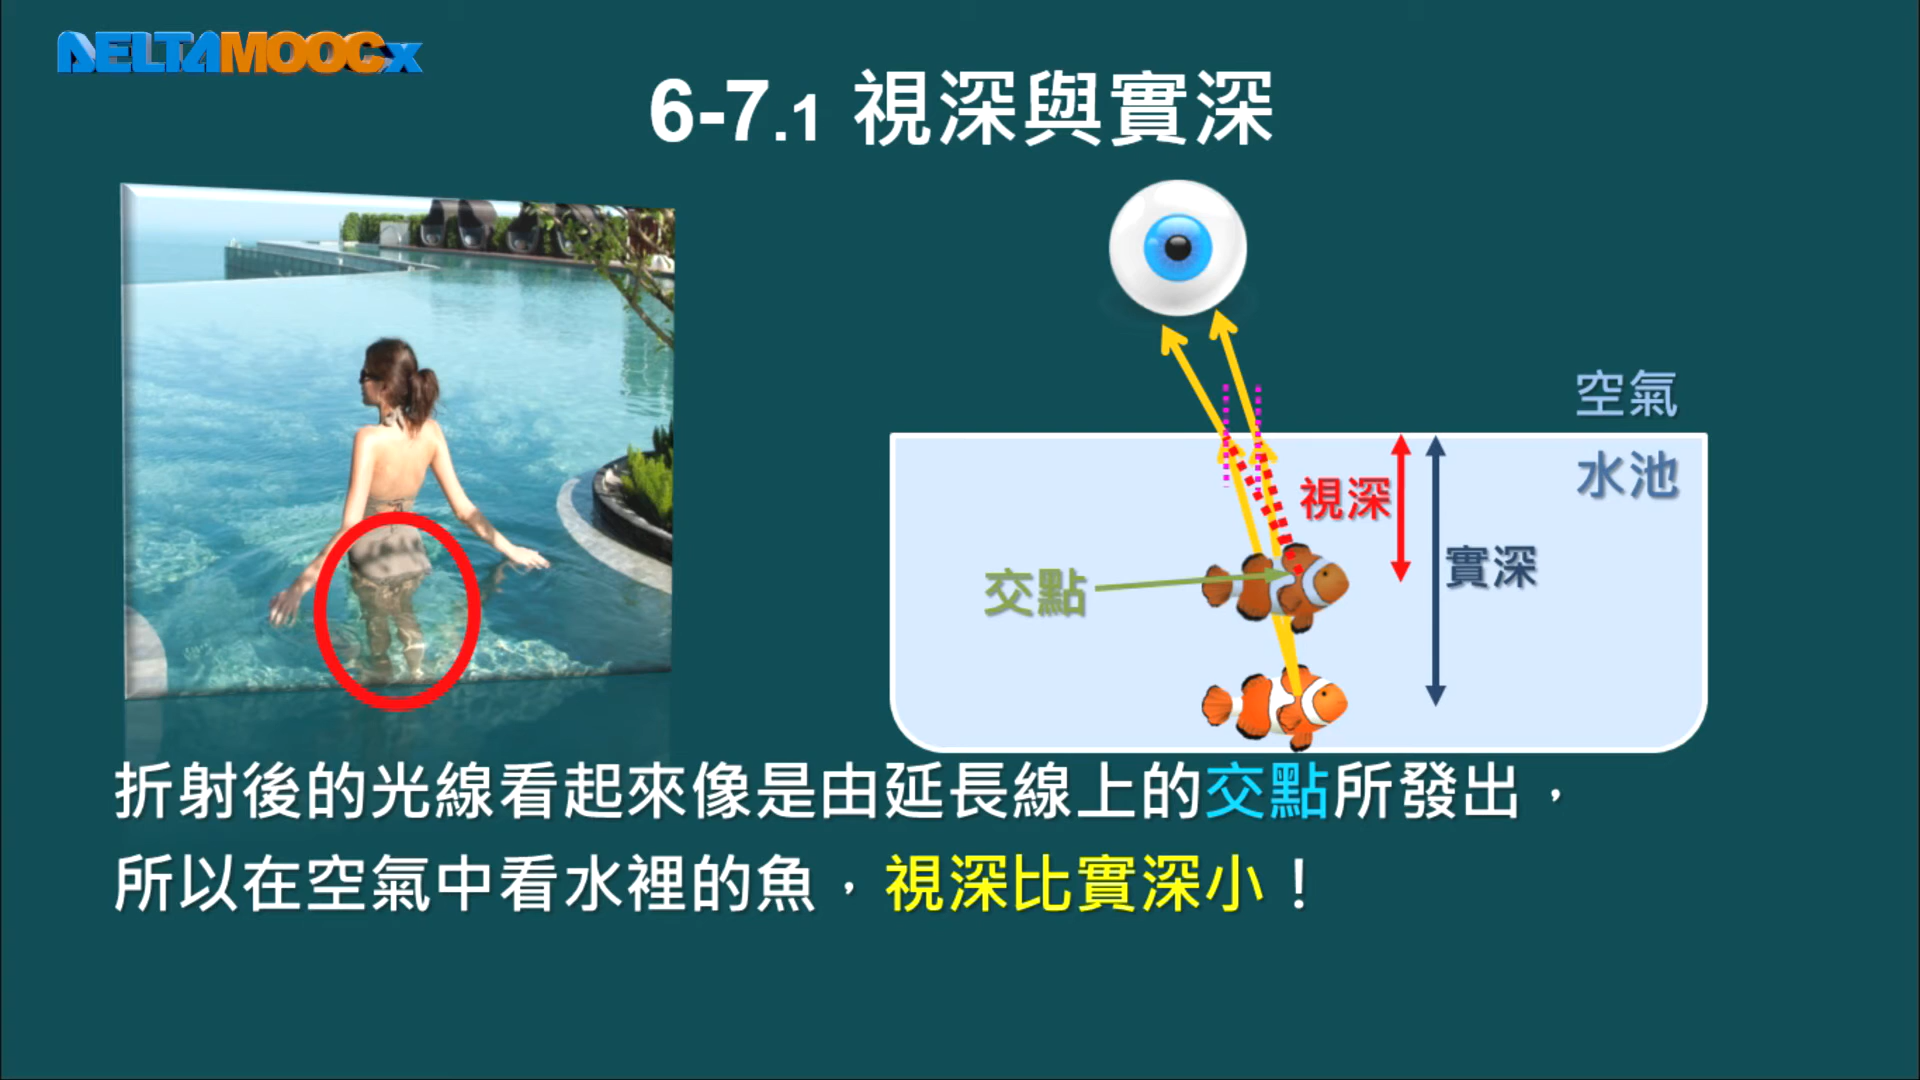 DELTAMOOCx
6-7.1 視深與實深
空氣
水池
視深
實深
交點
折射後的光線看起來像是由延長線上的交點所發出，
所以在空氣中看水裡的魚，視深比實深小！